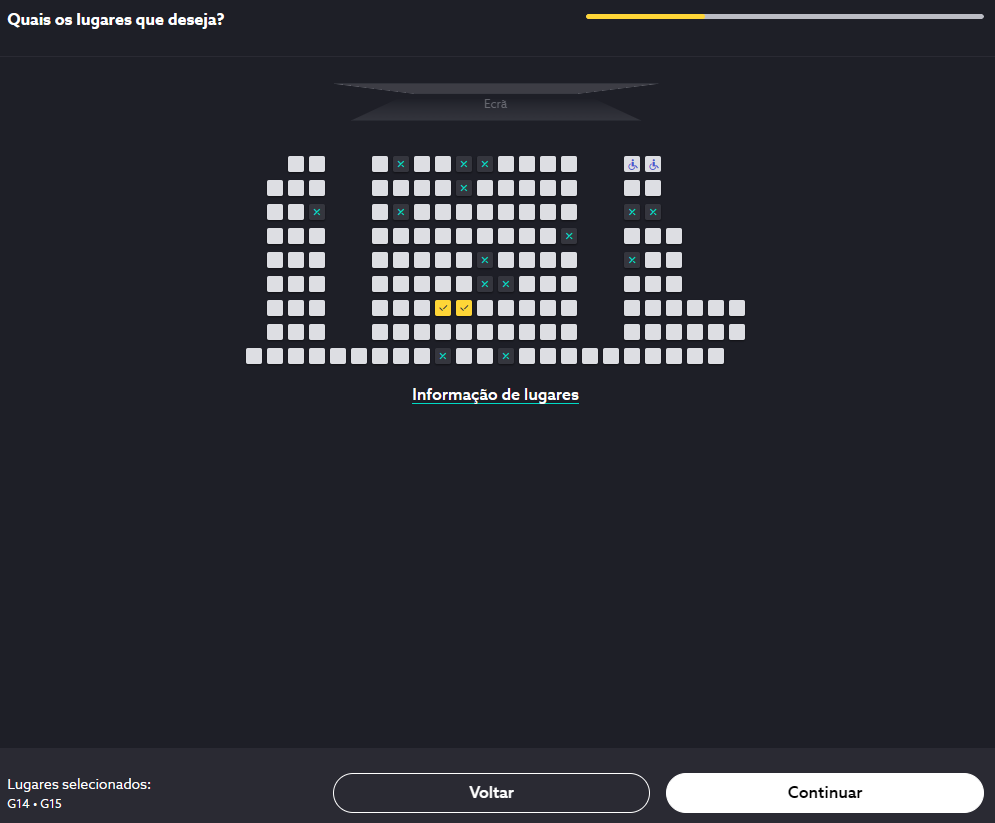 Quais os lugares que deseja?
Ecrã
Informação de lugares
Lugares selecionados:
G14 • G15
Voltar
Continuar